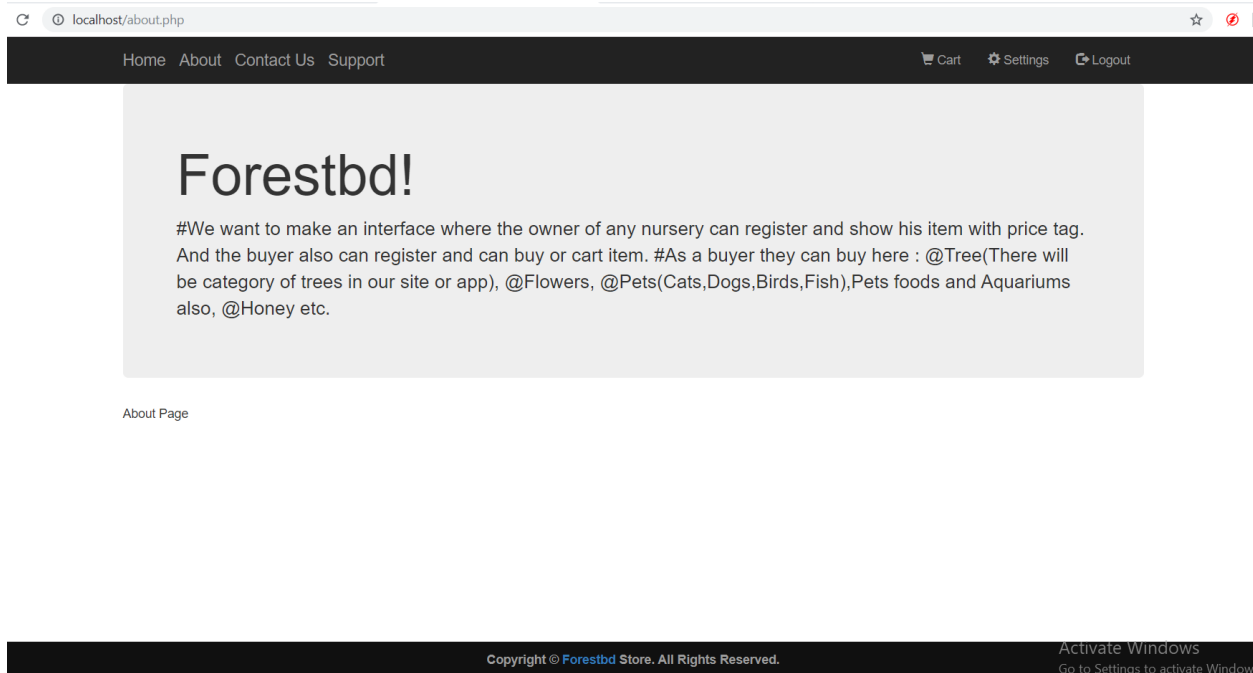 localhost/about.php
Home About Contact Us Support Cart Settings Logout
Forestbd!
#We want to make an interface where the owner of any nursery can register and show his item with price tag.
And the buyer also can register and can buy or cart item. #As a buyer they can buy here : @Tree(There will
be category of trees in our site or app), @Flowers, @Pets(Cats,Dogs,Birds,Fish),Pets foods and Aquariums
also, @Honey etc.
About Page
Copyright © Forestbd Store. All Rights Reserved.
Activate Windows
Go to Settings to activate Window